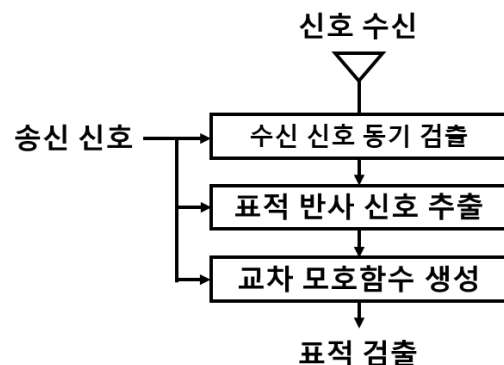 신호 수신
송신 신호
수신 신호 동기 검출
표적 반사 신호 추출
교차 모호함수 생성
표적 검출